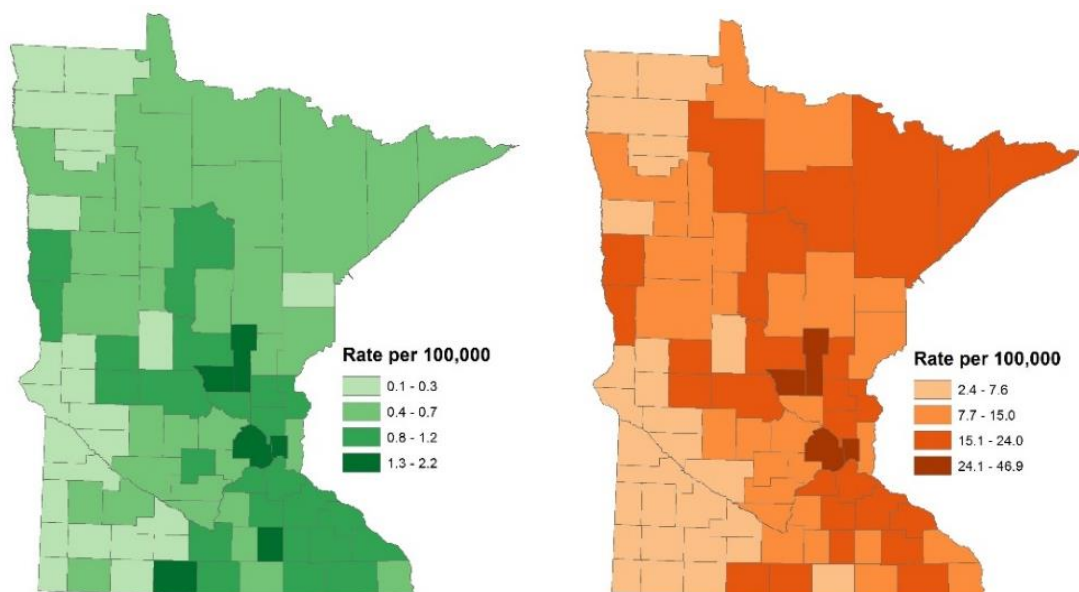 Rate per 100,000
0.1 - 0.3
0.4 - 0.7
0.8 - 1.2
1.3 - 2.2
Rate per 100,000
2.4 - 7.6
7.7 - 15.0
15.1 - 24.0
24.1 - 46.9